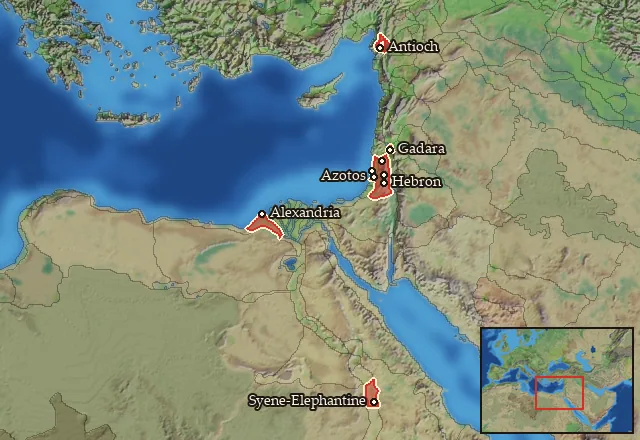 Antioch
Gadara
Azotos
Hebron
Alexandria
Syene-Elephantine